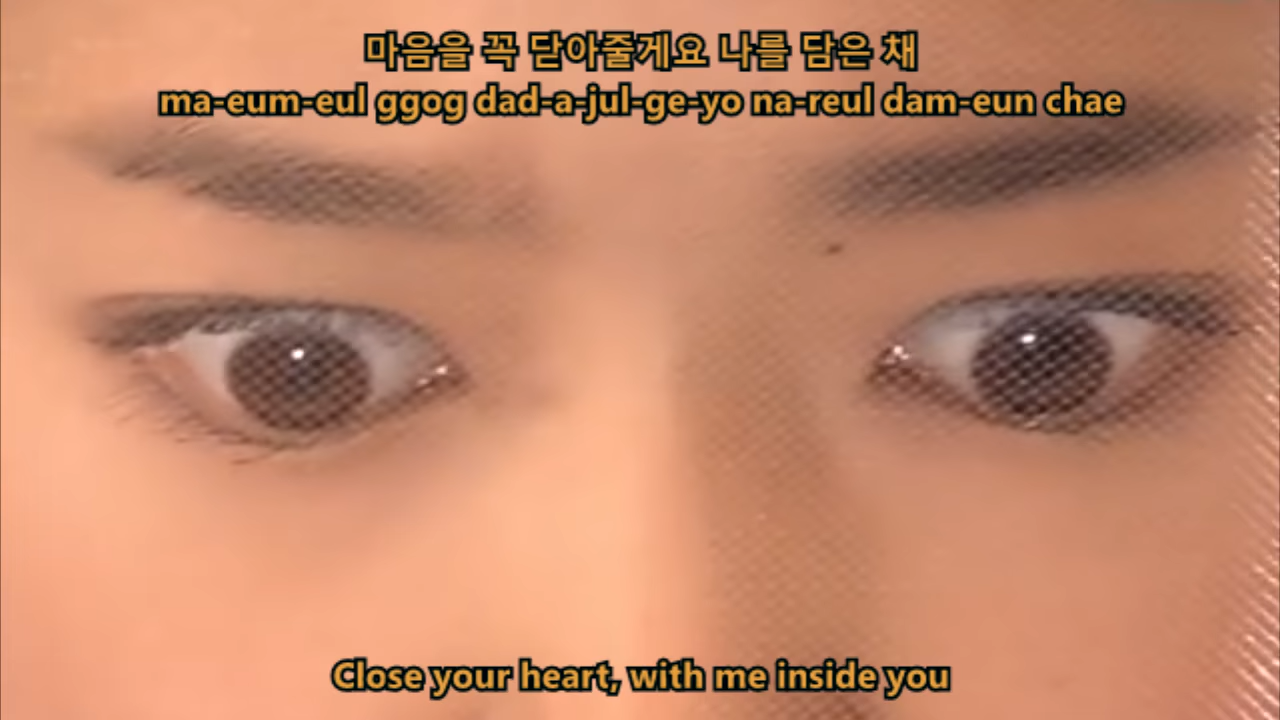 마음을 꼭 닫아줄게요 나를 담은 채
ma-eum-eul ggog dad-a-jul-ge-yo na-reul dam-eun chae
Close your heart, with me inside you